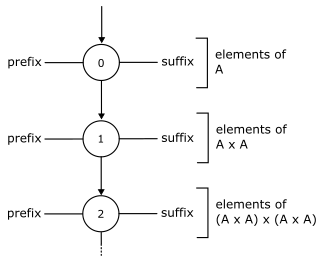 prefix 0 suffix elements of
A
prefix 1 suffix elements of
A x A
prefix 2 suffix elements of
(A x A) x (A x A)